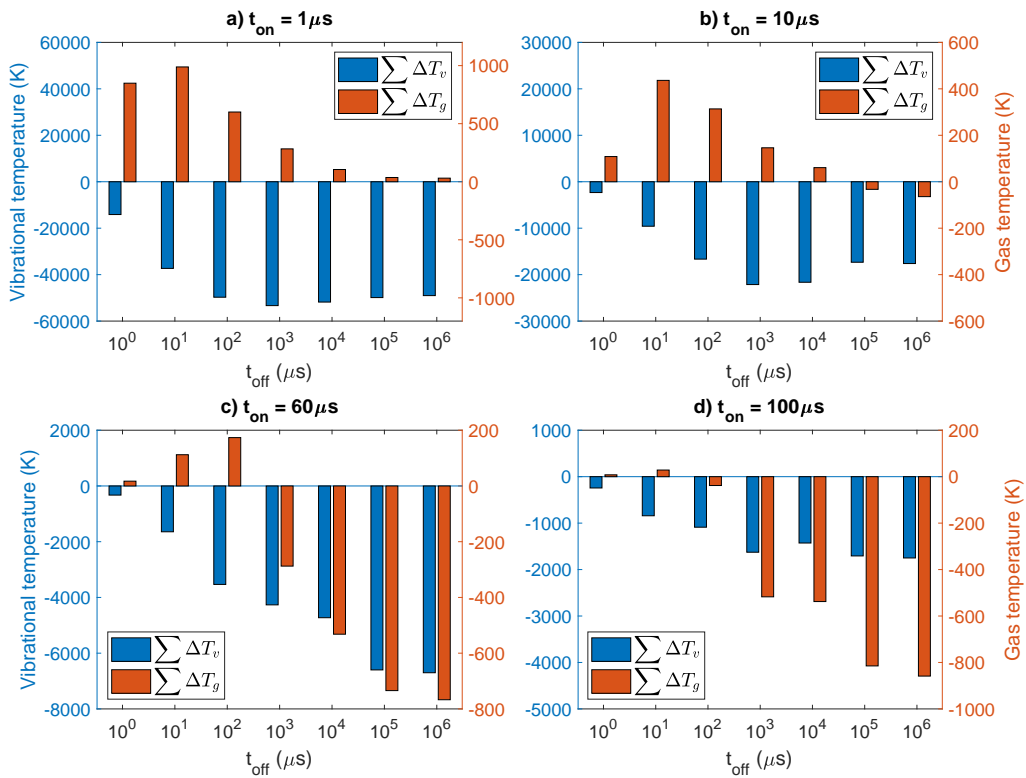 a) t_on = 1μs
Vibrational temperature (K)
60000
40000
20000
0
-20000
-40000
-60000
1000
500
0
-500
-1000
∑ ΔT_v
∑ ΔT_g
10^0 10^1 10^2 10^3 10^4 10^5 10^6
t_off (μs)
b) t_on = 10μs
30000
20000
10000
0
-10000
-20000
-30000
600
400
200
0
-200
-400
-600
Gas temperature (K)
∑ ΔT_v
∑ ΔT_g
10^0 10^1 10^2 10^3 10^4 10^5 10^6
t_off (μs)
c) t_on = 60μs
Vibrational temperature (K)
2000
0
-2000
-4000
-6000
-8000
200
0
-200
-400
-600
-800
∑ ΔT_v
∑ ΔT_g
10^0 10^1 10^2 10^3 10^4 10^5 10^6
t_off (μs)
d) t_on = 100μs
1000
0
-1000
-2000
-3000
-4000
-5000
200
0
-200
-400
-600
-800
-1000
Gas temperature (K)
∑ ΔT_v
∑ ΔT_g
10^0 10^1 10^2 10^3 10^4 10^5 10^6
t_off (μs)